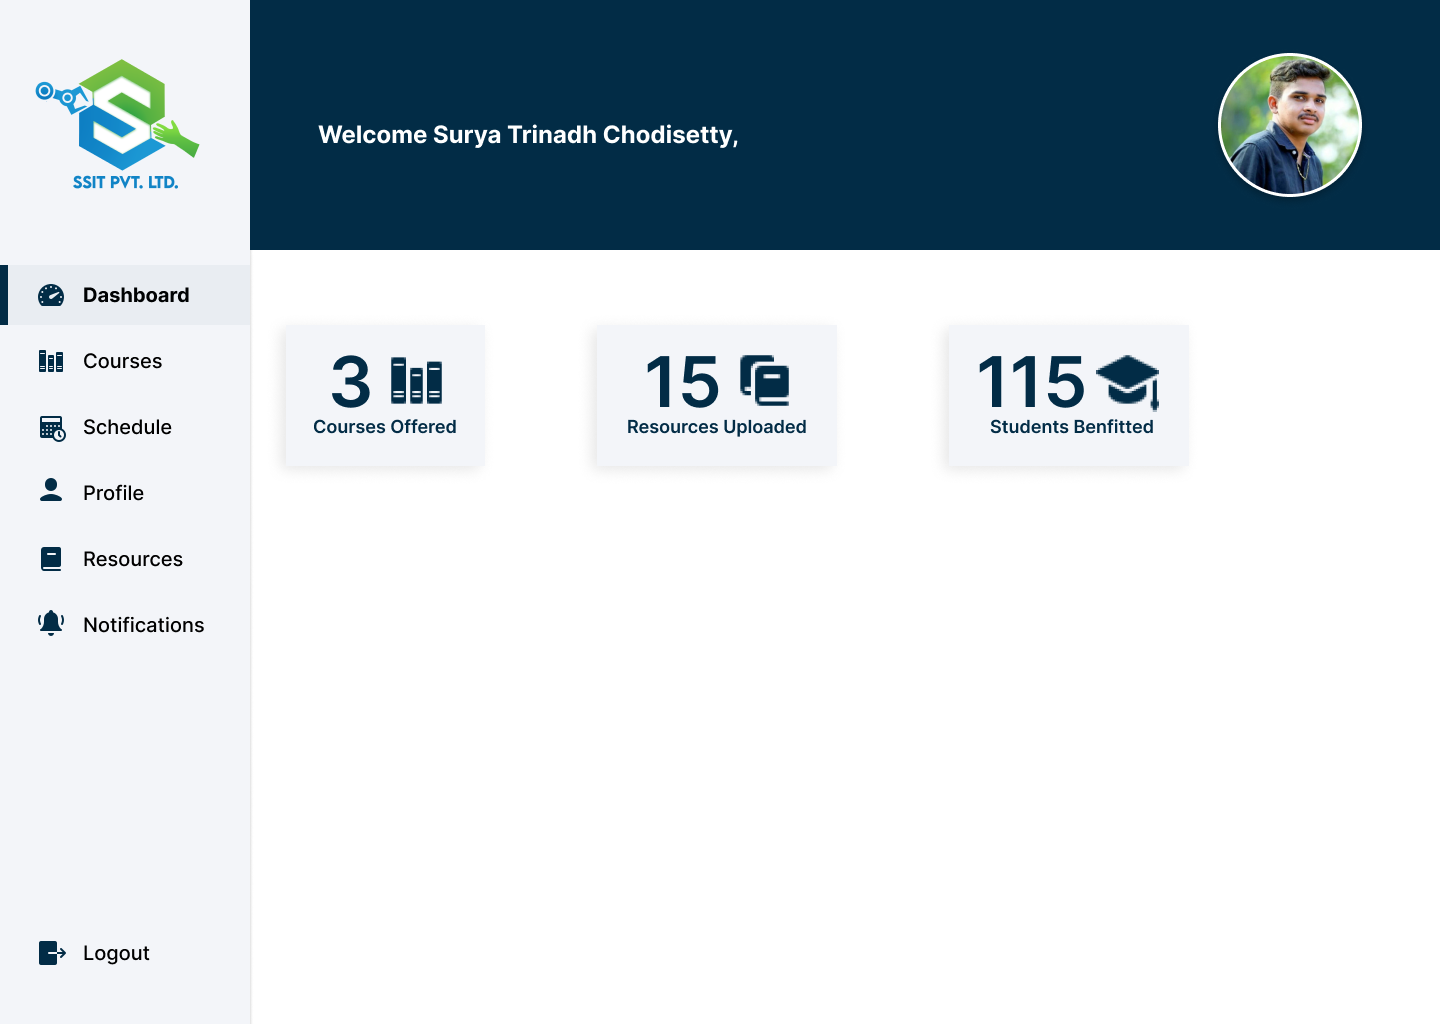 SSIT PVT. LTD.
Welcome Surya Trinadh Chodisetty,
Dashboard
Courses
Schedule
Profile
Resources
Notifications
Logout
3
Courses Offered
15
Resources Uploaded
115
Students Benfitted